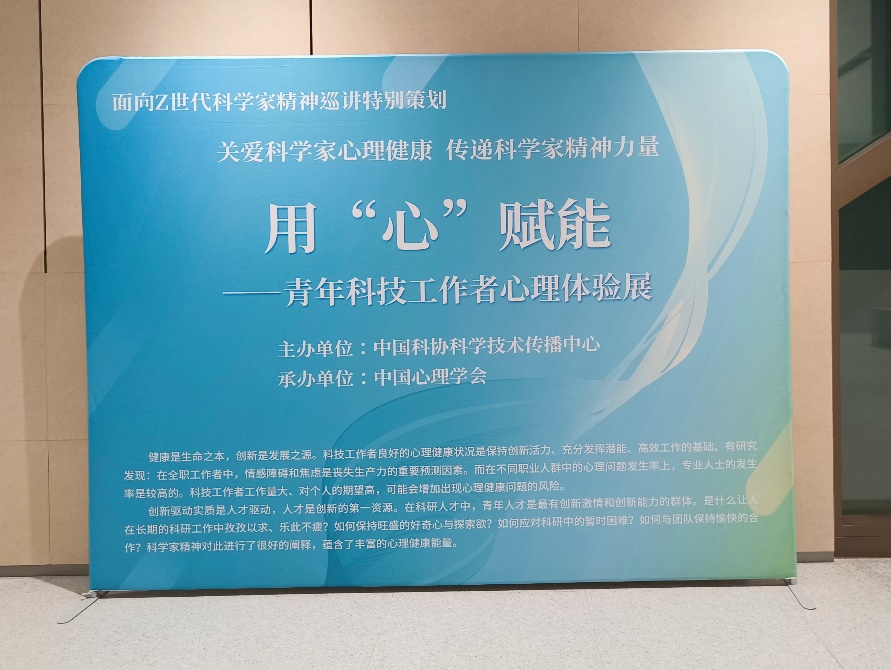 面向Z世代科学家精神巡讲特别策划
关爱科学家心理健康 传递科学家精神力量
用“心”赋能
——青年科技工作者心理体验展
主办单位：中国科协科学技术传播中心
承办单位：中国心理学会
健康是生命之本，创新是发展之源。科技工作者良好的心理健康状况是保持创新活力、充分发挥潜能、高效工作的基础。有研究
发现：在全职工作者中，情感障碍和焦虑是丧失生产力的重要预测因素。而在不同职业人群中的心理问题发生率上，专业人士的发生
率是较高的。科技工作者工作量大、对个人的期望高，可能会增加出现心理健康问题的风险。
创新驱动实质是人才驱动，人才是创新的第一资源。在科研人才中，青年人才是最有创新激情和创新能力的群体。是什么让人
在长期的科研工作中孜孜以求、乐此不疲？如何保持旺盛的好奇心与探索欲？如何应对科研中的暂时困难？如何与团队保持愉快的合
作？科学家精神对此进行了很好的阐释，蕴含了丰富的心理健康能量。